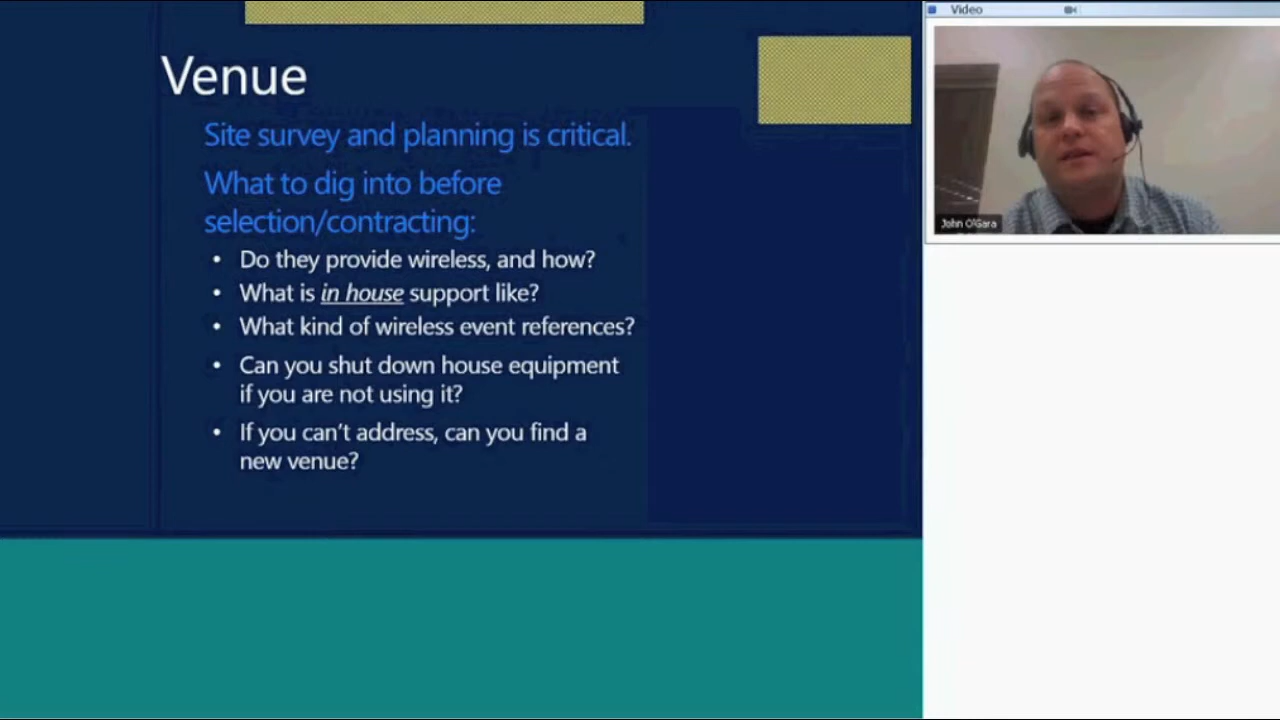 Venue
Site survey and planning is critical.
What to dig into before
selection/contracting:
• Do they provide wireless, and how?
• What is in house support like?
• What kind of wireless event references?
• Can you shut down house equipment
if you are not using it?
• If you can't address, can you find a
new venue?
Video
John O'Gara